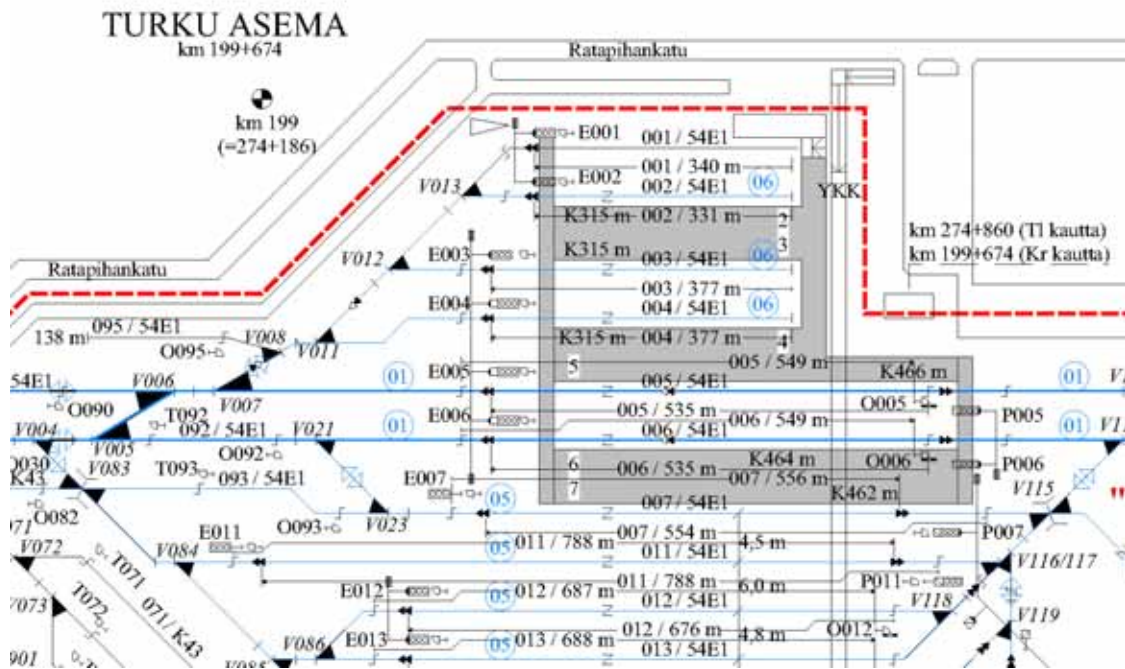 TURKU ASEMA
km 199+674
Ratapihankatu
km 199
(=274+186)
E001
001 / 54E1
001 / 340 m
V013
E002
002 / 54E1
06
YKK
K315 m
002 / 331 m
2
3
km 274+860 (Tl kautta)
km 199+674 (Kr kautta)
K315 m
E003
003 / 54E1
06
V012
Ratapihankatu
003 / 377 m
E004
004 / 54E1
06
138 m
095 / 54E1
V008
O095
V011
K315 m
004 / 377 m
4
5
005 / 549 m
54E1
V006
01
E005
005 / 54E1
K466 m
01
V007
O090
T092
005 / 535 m
O005
P005
V004
V005
092 / 54E1
V021
01
E006
006 / 549 m
006 / 54E1
01
V11
O092
O030
V083
T093
6
006 / 535 m
K464 m
O006
P006
K43
093 / 54E1
E007
007 / 556 m
7
05
007 / 54E1
K462 m
V115
"
O082
O093
V023
007 / 554 m
P007
071
E011
V072
V084
05
011 / 788 m
011 / 54E1
4,5 m
V116/117
T071
071 / K43
011 / 788 m
6,0 m
P011
V073
T072
E012
05
012 / 687 m
012 / 54E1
V118
V119
012 / 676 m
4,8 m
O012
901
V086
V085
E013
05
013 / 688 m
013 / 54E1